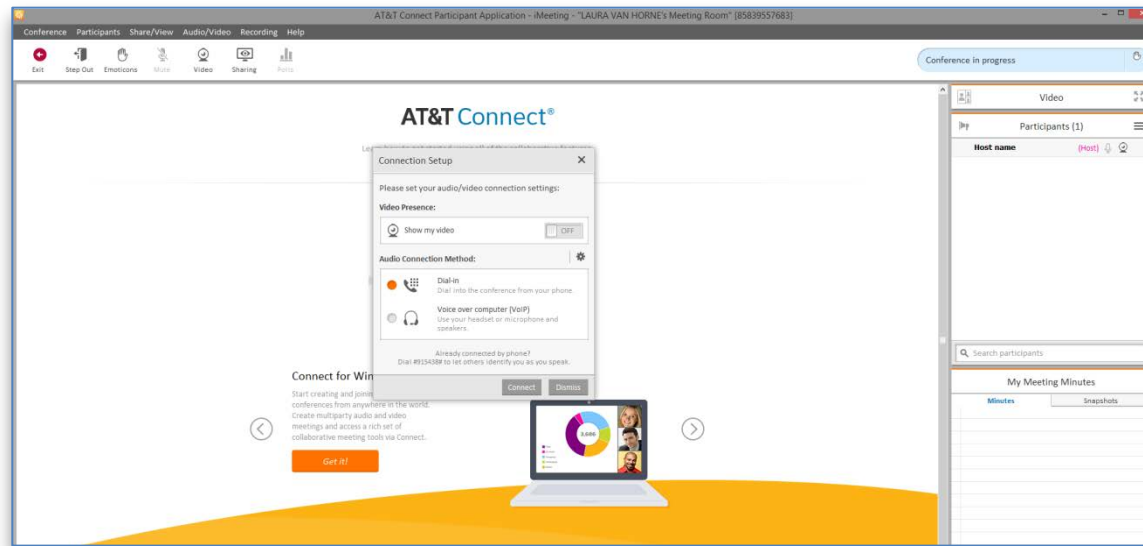 AT&T Connect Participant Application - iMeeting - "LAURA VAN HORNE's Meeting Room" [85839557683]
Conference Participants Share/View Audio/Video Recording Help
Exit Step Out Emoticons Mute Video Sharing Polls
Conference in progress
AT&T Connect®
Video
Participants (1)
Host name (Host)
Connection Setup
Please set your audio/video connection settings:
Video Presence:
Show my video OFF
Audio Connection Method:
Dial-in
Dial into the conference from your phone
Voice over computer (VoIP)
Use your headset or microphone and
speakers.
Already connected by phone?
Dial #915438# to let others identify you as you speak.
Connect Dismiss
Search participants
My Meeting Minutes
Minutes Snapshots
Connect for Win
Start creating and joinin
conferences from anywhere in the world.
Create multiparty audio and video
meetings and access a rich set of
collaborative meeting tools via Connect.
Get it!
3,686